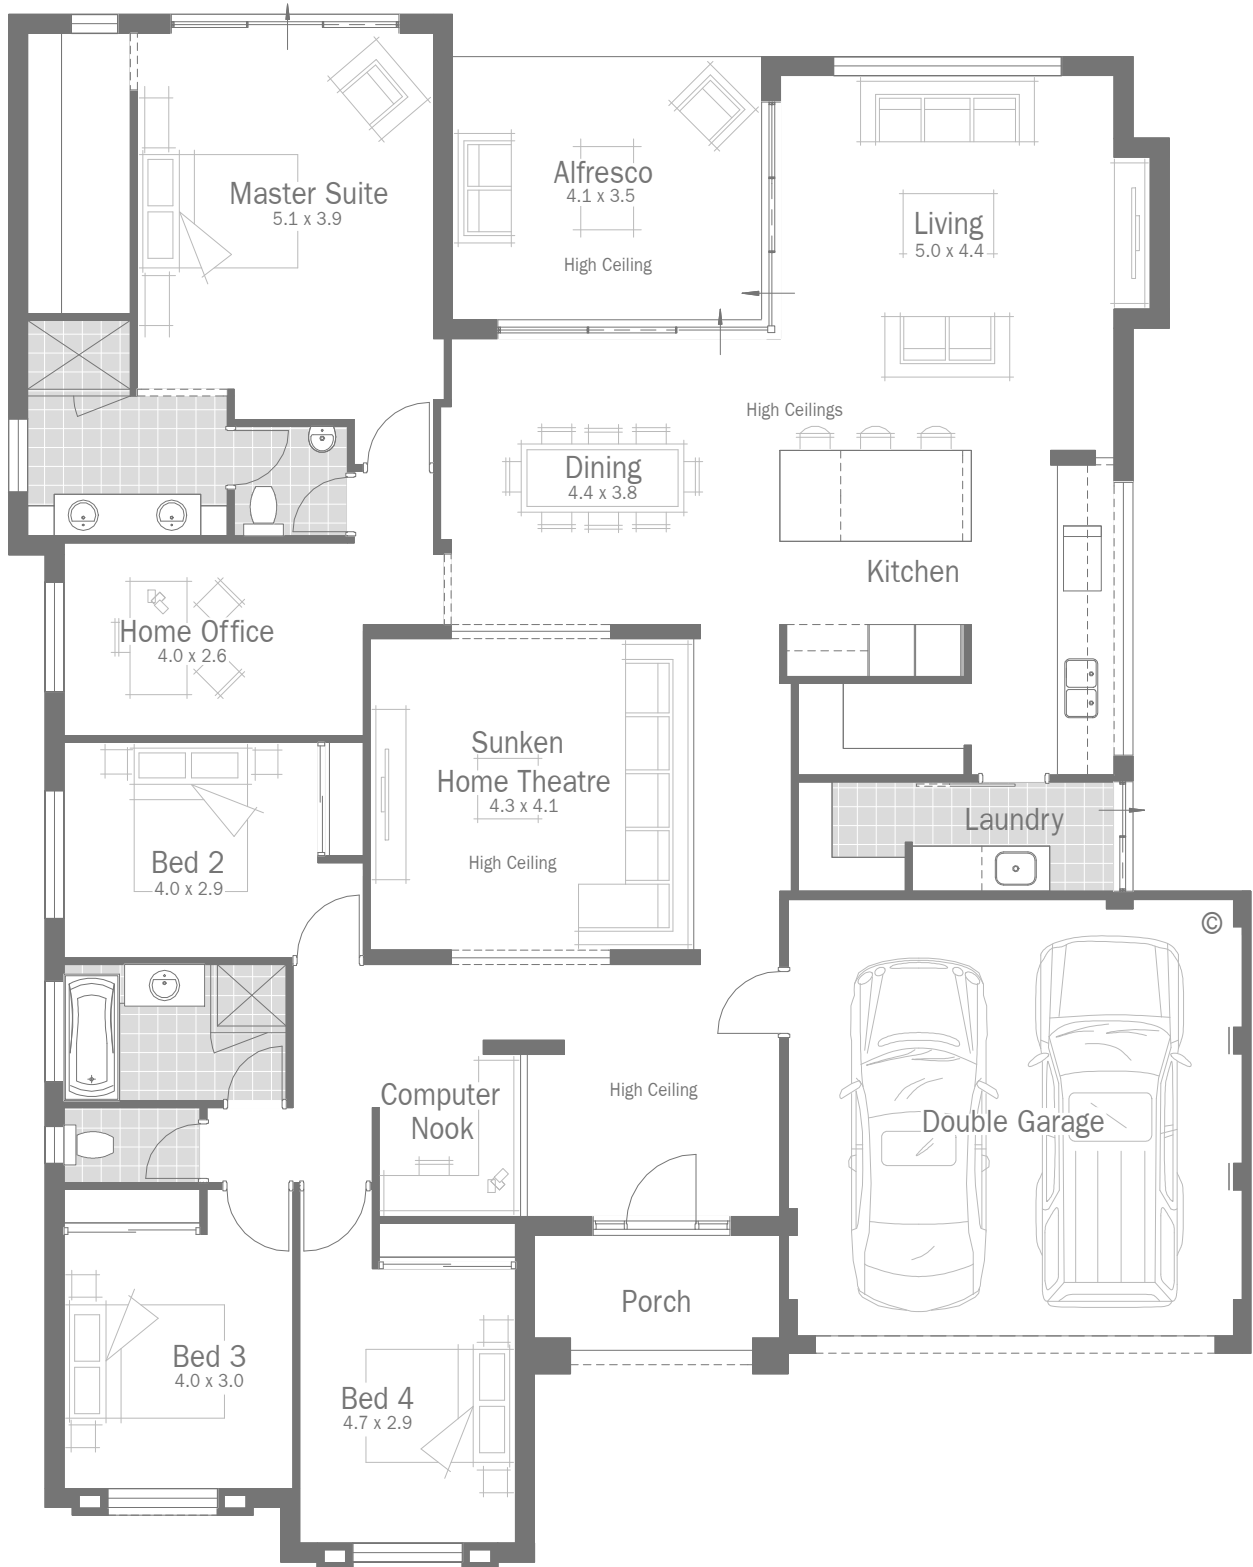 Master Suite
5.1 x 3.9
Alfresco
4.1 x 3.5
High Ceiling
Living
5.0 x 4.4
High Ceilings
Dining
4.4 x 3.8
Kitchen
Home Office
4.0 x 2.6
Sunken
Home Theatre
4.3 x 4.1
High Ceiling
Laundry
Bed 2
4.0 x 2.9
©
Computer
Nook
High Ceiling
Double Garage
Porch
Bed 3
4.0 x 3.0
Bed 4
4.7 x 2.9